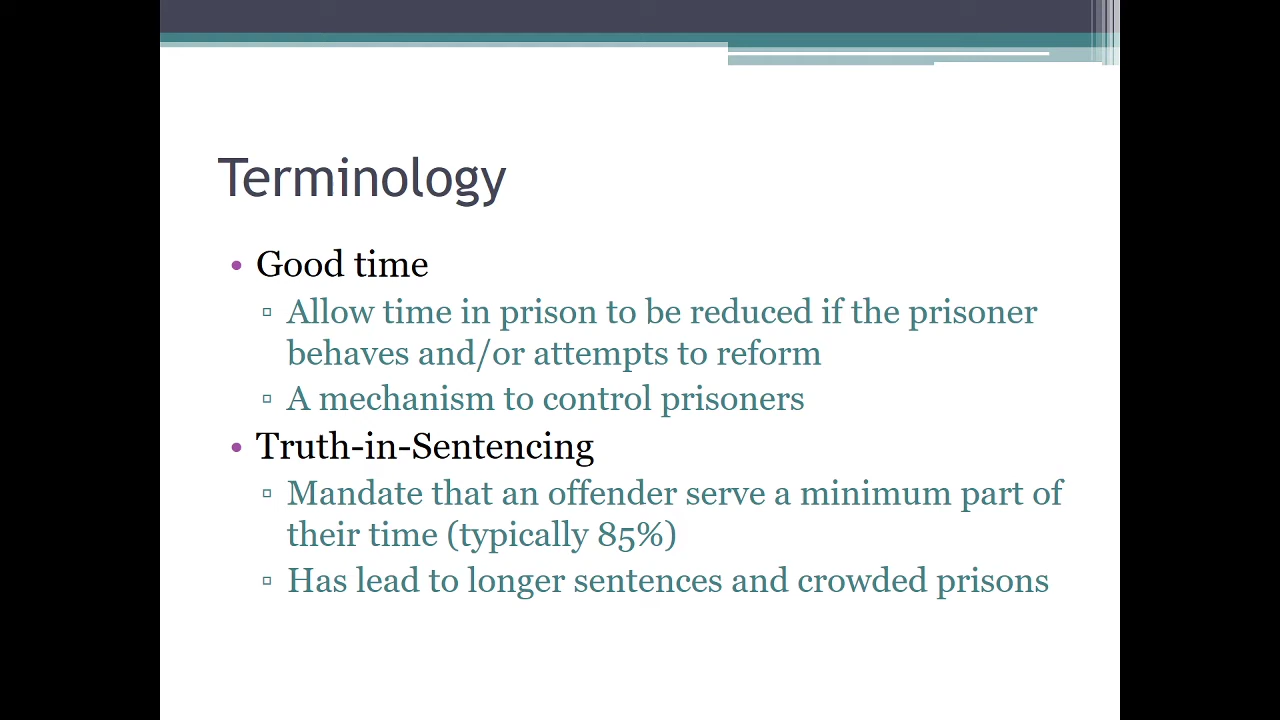 Terminology
• Good time
▫ Allow time in prison to be reduced if the prisoner
behaves and/or attempts to reform
▫ A mechanism to control prisoners
• Truth-in-Sentencing
▫ Mandate that an offender serve a minimum part of
their time (typically 85%)
▫ Has lead to longer sentences and crowded prisons